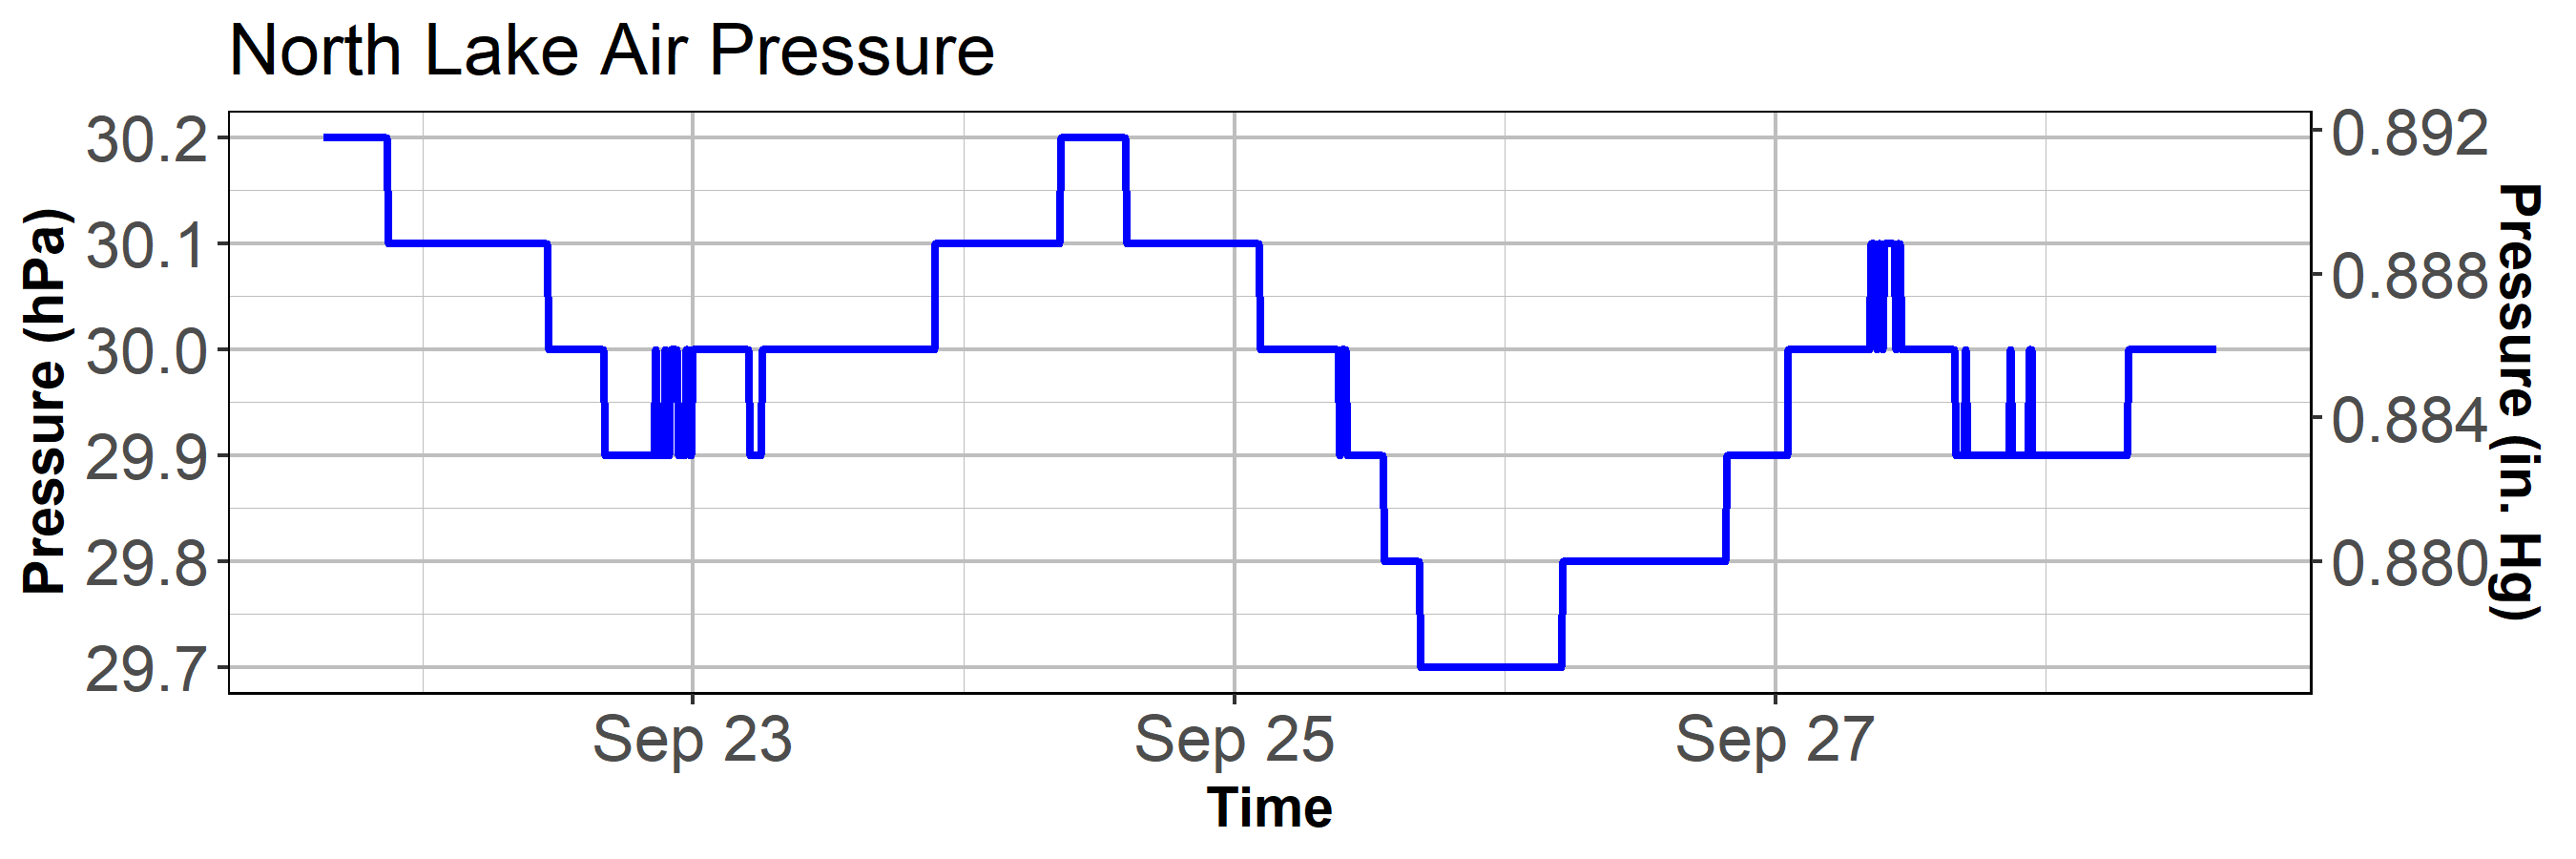 North Lake Air Pressure
Pressure (hPa)
30.2
30.1
30.0
29.9
29.8
29.7
0.892
0.888
0.884
0.880
Pressure (in. Hg)
Sep 23
Sep 25
Sep 27
Time